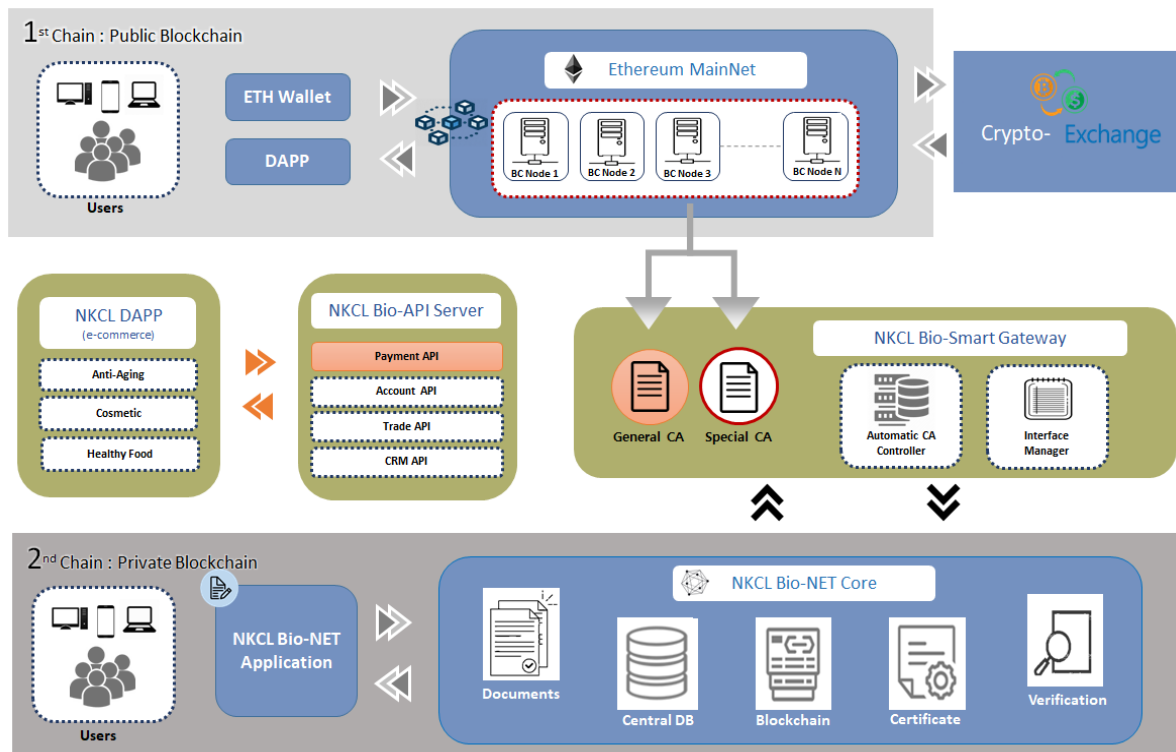 1st Chain : Public Blockchain
Users
ETH Wallet
DAPP
Ethereum MainNet
BC Node 1
BC Node 2
BC Node 3
BC Node N
Crypto- Exchange
NKCL DAPP
(e-commerce)
Anti-Aging
Cosmetic
Healthy Food
NKCL Bio-API Server
Payment API
Account API
Trade API
CRM API
NKCL Bio-Smart Gateway
General CA
Special CA
Automatic CA
Controller
Interface
Manager
2nd Chain : Private Blockchain
Users
NKCL Bio-NET
Application
NKCL Bio-NET Core
Documents
Central DB
Blockchain
Certificate
Verification